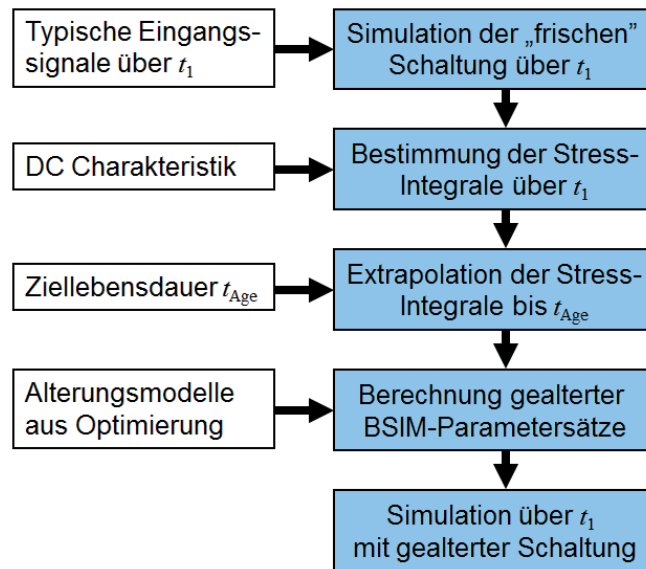 Typische Eingangs-
signale über t₁
Simulation der „frischen”
Schaltung über t₁
DC Charakteristik
Bestimmung der Stress-
Integrale über t₁
Ziellebensdauer t_Age
Extrapolation der Stress-
Integrale bis t_Age
Alterungsmodelle
aus Optimierung
Berechnung gealterter
BSIM-Parametersätze
Simulation über t₁
mit gealterter Schaltung